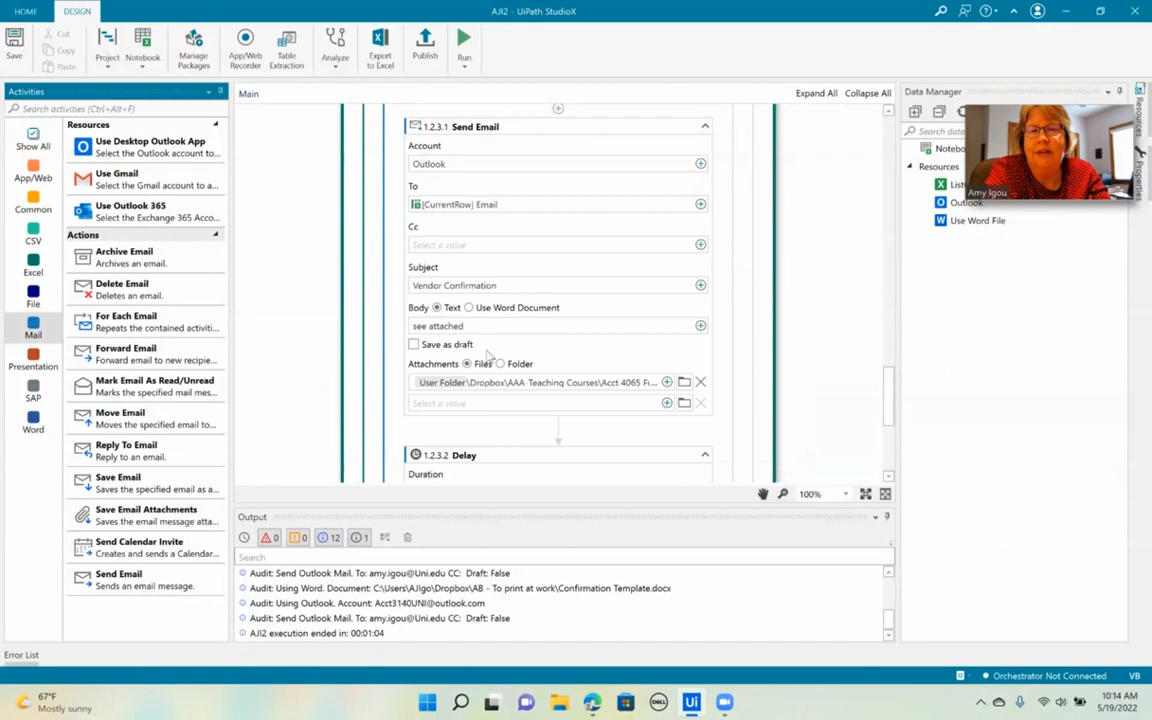 HOME
DESIGN
AJI2 - UiPath StudioX
Save
Cut
Copy
Paste
Project
Notebook
Manage
Packages
App/Web
Recorder
Table
Extraction
Analyze
Export
to Excel
Publish
Run
Activities
Search activities (Ctrl+Alt+F)
Show All
App/Web
Common
CSV
Excel
File
Mail
Presentation
SAP
Word
Resources
Use Desktop Outlook App
Select the Outlook account to...
Use Gmail
Select the Gmail account to a...
Use Outlook 365
Select the Exchange 365 Acco...
Actions
Archive Email
Archives an email.
Delete Email
Deletes an email.
For Each Email
Repeats the contained activiti...
Forward Email
Forward email to new recipie...
Mark Email As Read/Unread
Marks the specified mail mes...
Move Email
Moves the specified email to...
Reply To Email
Reply to an email.
Save Email
Saves the specified email as a...
Save Email Attachments
Saves the email message atta...
Send Calendar Invite
Creates and sends a Calendar...
Send Email
Sends an email message.
Main
Expand All
Collapse All
1.2.3.1 Send Email
Account
Outlook
To
[CurrentRow] Email
Cc
Select a value
Subject
Vendor Confirmation
Body Text Use Word Document
see attached
Save as draft
Attachments Files Folder
User Folder\Dropbox\AAA Teaching Courses\Acct 4065 F...
Select a value
1.2.3.2 Delay
Duration
100%
Output
0
0
12
1
Search
Audit: Send Outlook Mail. To: amy.igou@Uni.edu CC: Draft: False
Audit: Using Word. Document: C:\Users\AJIgo\Dropbox\AB - To print at work\Confirmation Template.docx
Audit: Using Outlook. Account: Acct3140UNI@outlook.com
Audit: Send Outlook Mail. To: amy.igou@Uni.edu CC: Draft: False
AJI2 execution ended in: 00:01:04
Data Manager
Search data
Notebo
Resources
List
Outlook
Use Word File
Amy Igou
Resources
Properties
Error List
Orchestrator Not Connected
VB
67°F
Mostly sunny
DELL
Ui
10:14 AM
5/19/2022